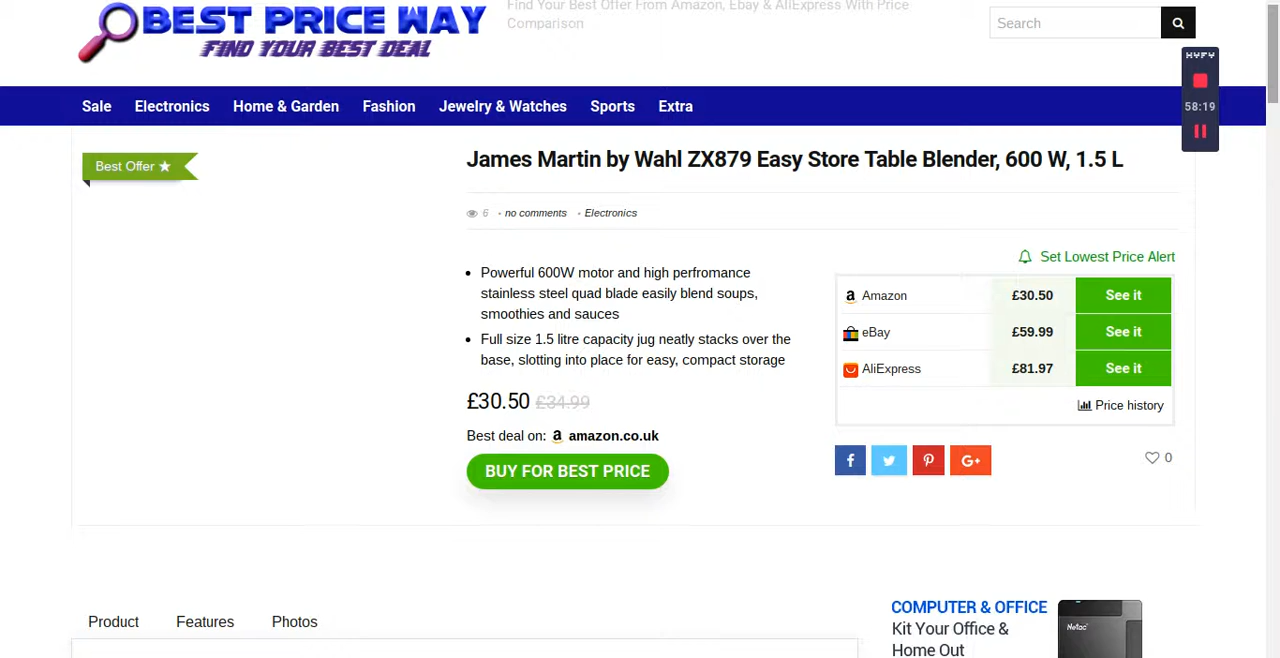 BEST PRICE WAY
FIND YOUR BEST DEAL
Find Your Best Offer From Amazon, Ebay & AliExpress With Price
Comparison
Search
HYFY
58:19
Sale Electronics Home & Garden Fashion Jewelry & Watches Sports Extra
Best Offer
James Martin by Wahl ZX879 Easy Store Table Blender, 600 W, 1.5 L
6 no comments Electronics
Set Lowest Price Alert
Powerful 600W motor and high perfromance
stainless steel quad blade easily blend soups,
smoothies and sauces
Full size 1.5 litre capacity jug neatly stacks over the
base, slotting into place for easy, compact storage
£30.50 £34.99
Best deal on: a amazon.co.uk
BUY FOR BEST PRICE
a Amazon £30.50 See it
eBay £59.99 See it
AliExpress £81.97 See it
Price history
f G+ 0
Product Features Photos
COMPUTER & OFFICE
Kit Your Office &
Home Out
Netac